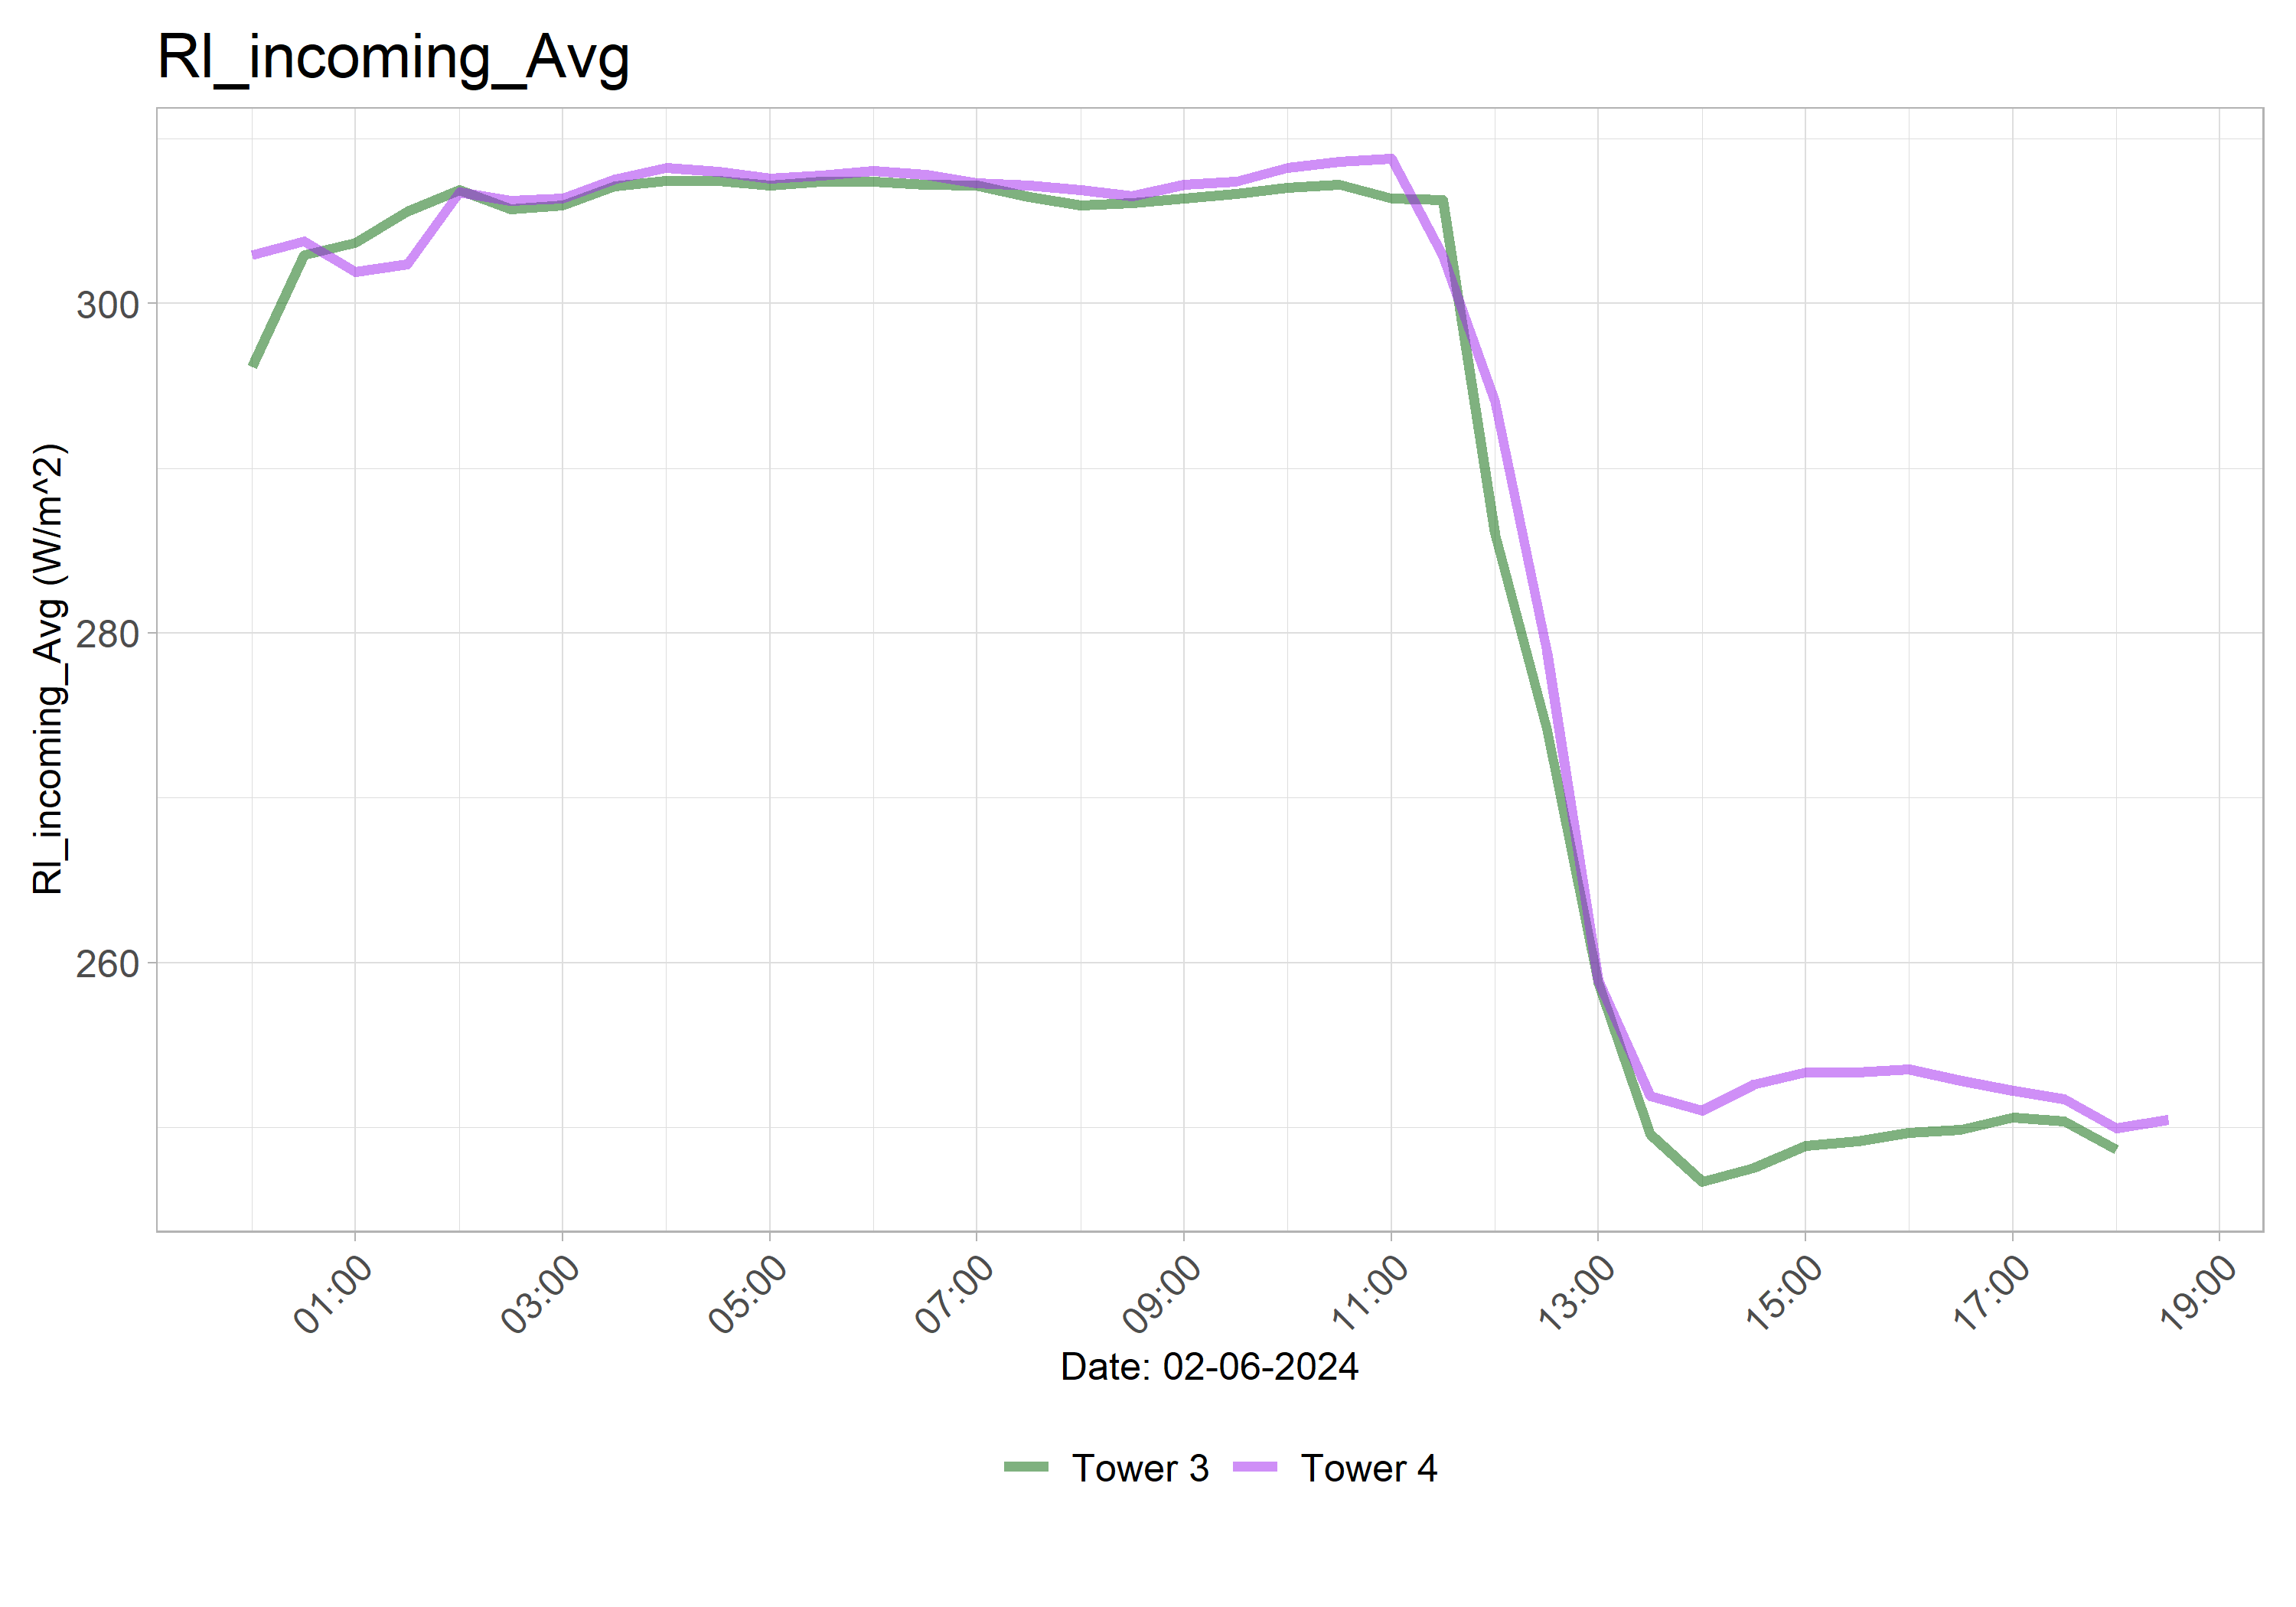 Rl_incoming_Avg
Rl_incoming_Avg (W/m^2)
300
280
260
01:00 03:00 05:00 07:00 09:00 11:00 13:00 15:00 17:00 19:00
Date: 02-06-2024
Tower 3 Tower 4